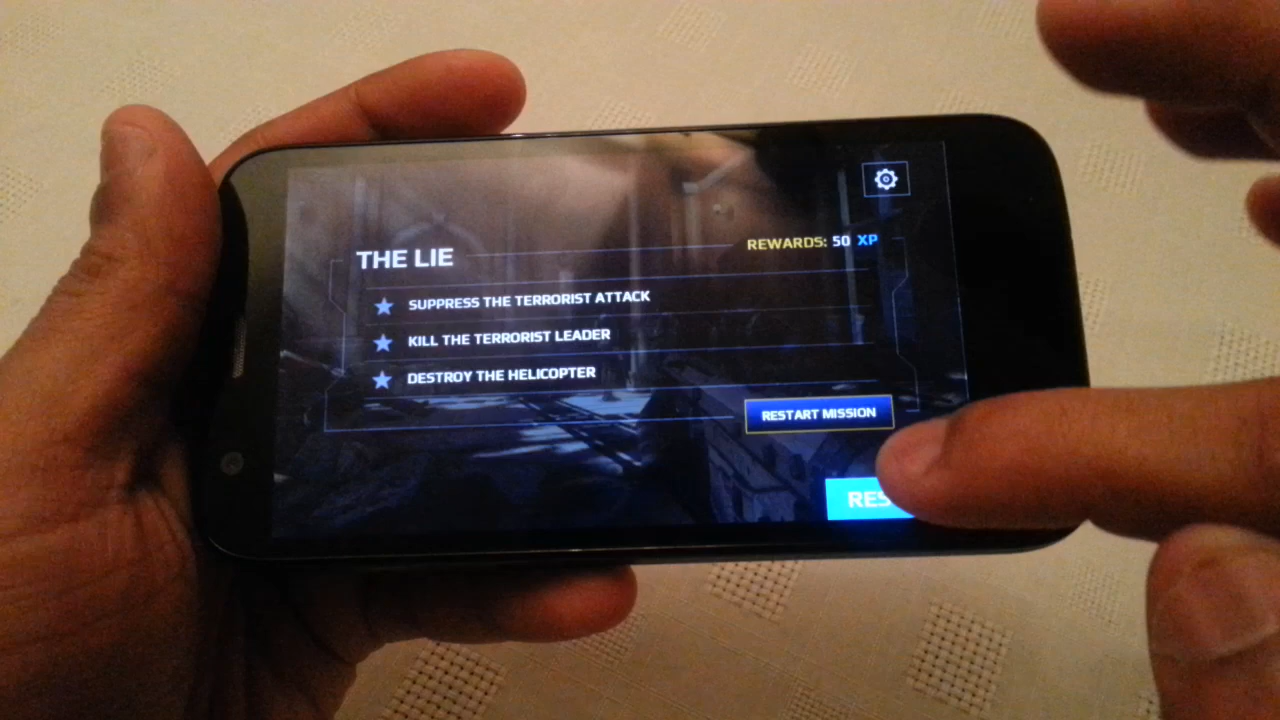 THE LIE
REWARDS: 50 XP
SUPPRESS THE TERRORIST ATTACK
KILL THE TERRORIST LEADER
DESTROY THE HELICOPTER
RESTART MISSION